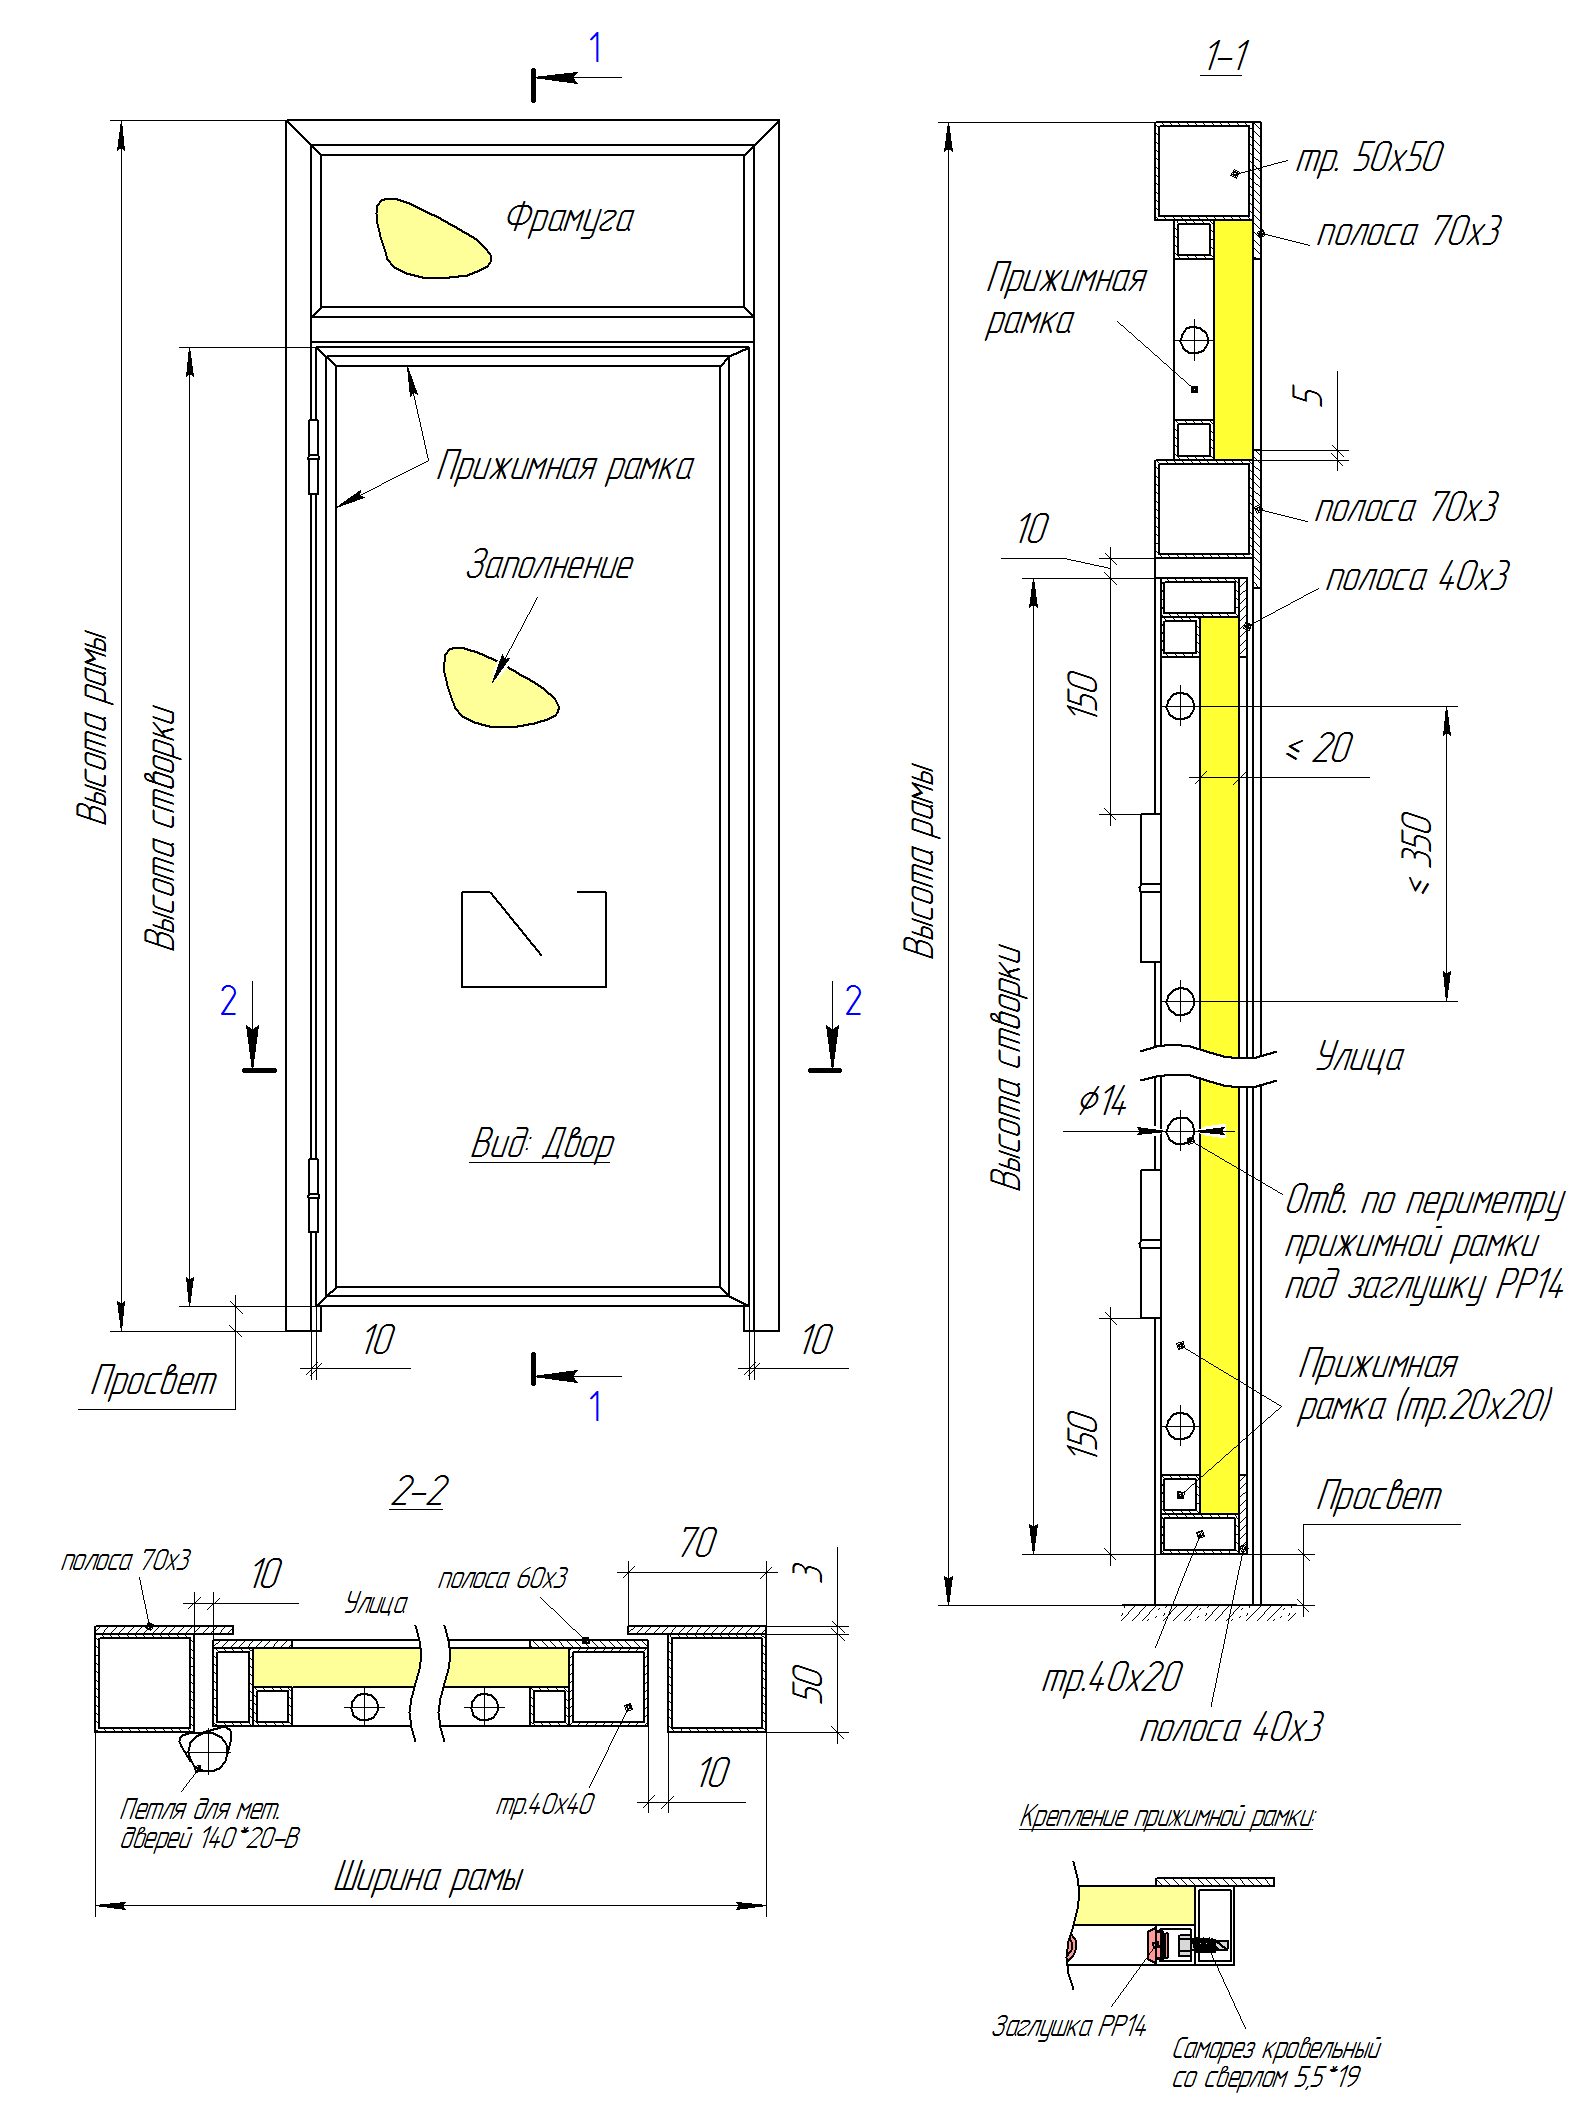 1
1-1
тр. 50х50
полоса 70х3
Фрамуга
Прижимная
рамка
5
Прижимная рамка
полоса 70х3
10
полоса 40х3
Заполнение
Высота рамы
Высота створки
150
≤ 20
≤ 350
Высота рамы
Высота створки
2
2
Улица
⌀14
Вид: Двор
Отв. по периметру
прижимной рамки
под заглушку РР14
10
10
Просвет
1
Прижимная
рамка (тр.20х20)
150
Просвет
2-2
полоса 70х3
10
Улица
полоса 60х3
70
3
50
тр.40х20
полоса 40х3
10
Петля для мет.
дверей 140*20-В
тр.40х40
Ширина рамы
Крепление прижимной рамки:
Заглушка РР14
Саморез кровельный
со сверлом 5,5*19